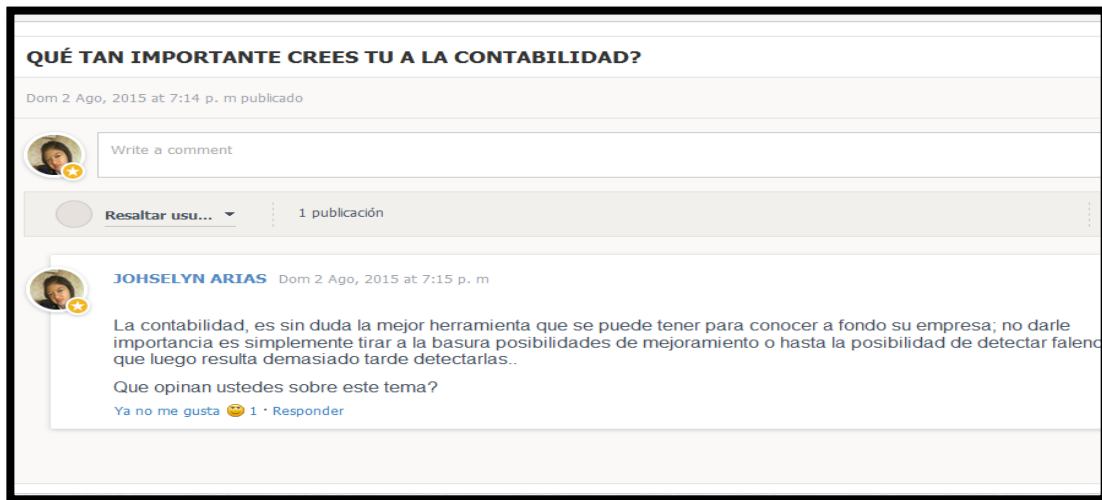 QUÉ TAN IMPORTANTE CREES TU A LA CONTABILIDAD?
Dom 2 Ago, 2015 at 7:14 p. m publicado
Write a comment
Resaltar usu...
1 publicación
JOHSELYN ARIAS Dom 2 Ago, 2015 at 7:15 p. m
La contabilidad, es sin duda la mejor herramienta que se puede tener para conocer a fondo su empresa; no darle
importancia es simplemente tirar a la basura posibilidades de mejoramiento o hasta la posibilidad de detectar falenc
que luego resulta demasiado tarde detectarlas..
Que opinan ustedes sobre este tema?
Ya no me gusta 1 · Responder